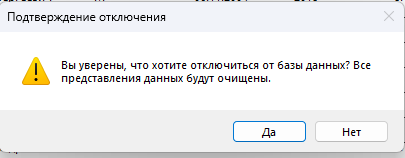 Подтверждение отключения
Вы уверены, что хотите отключиться от базы данных? Все
представления данных будут очищены.
Да
Нет